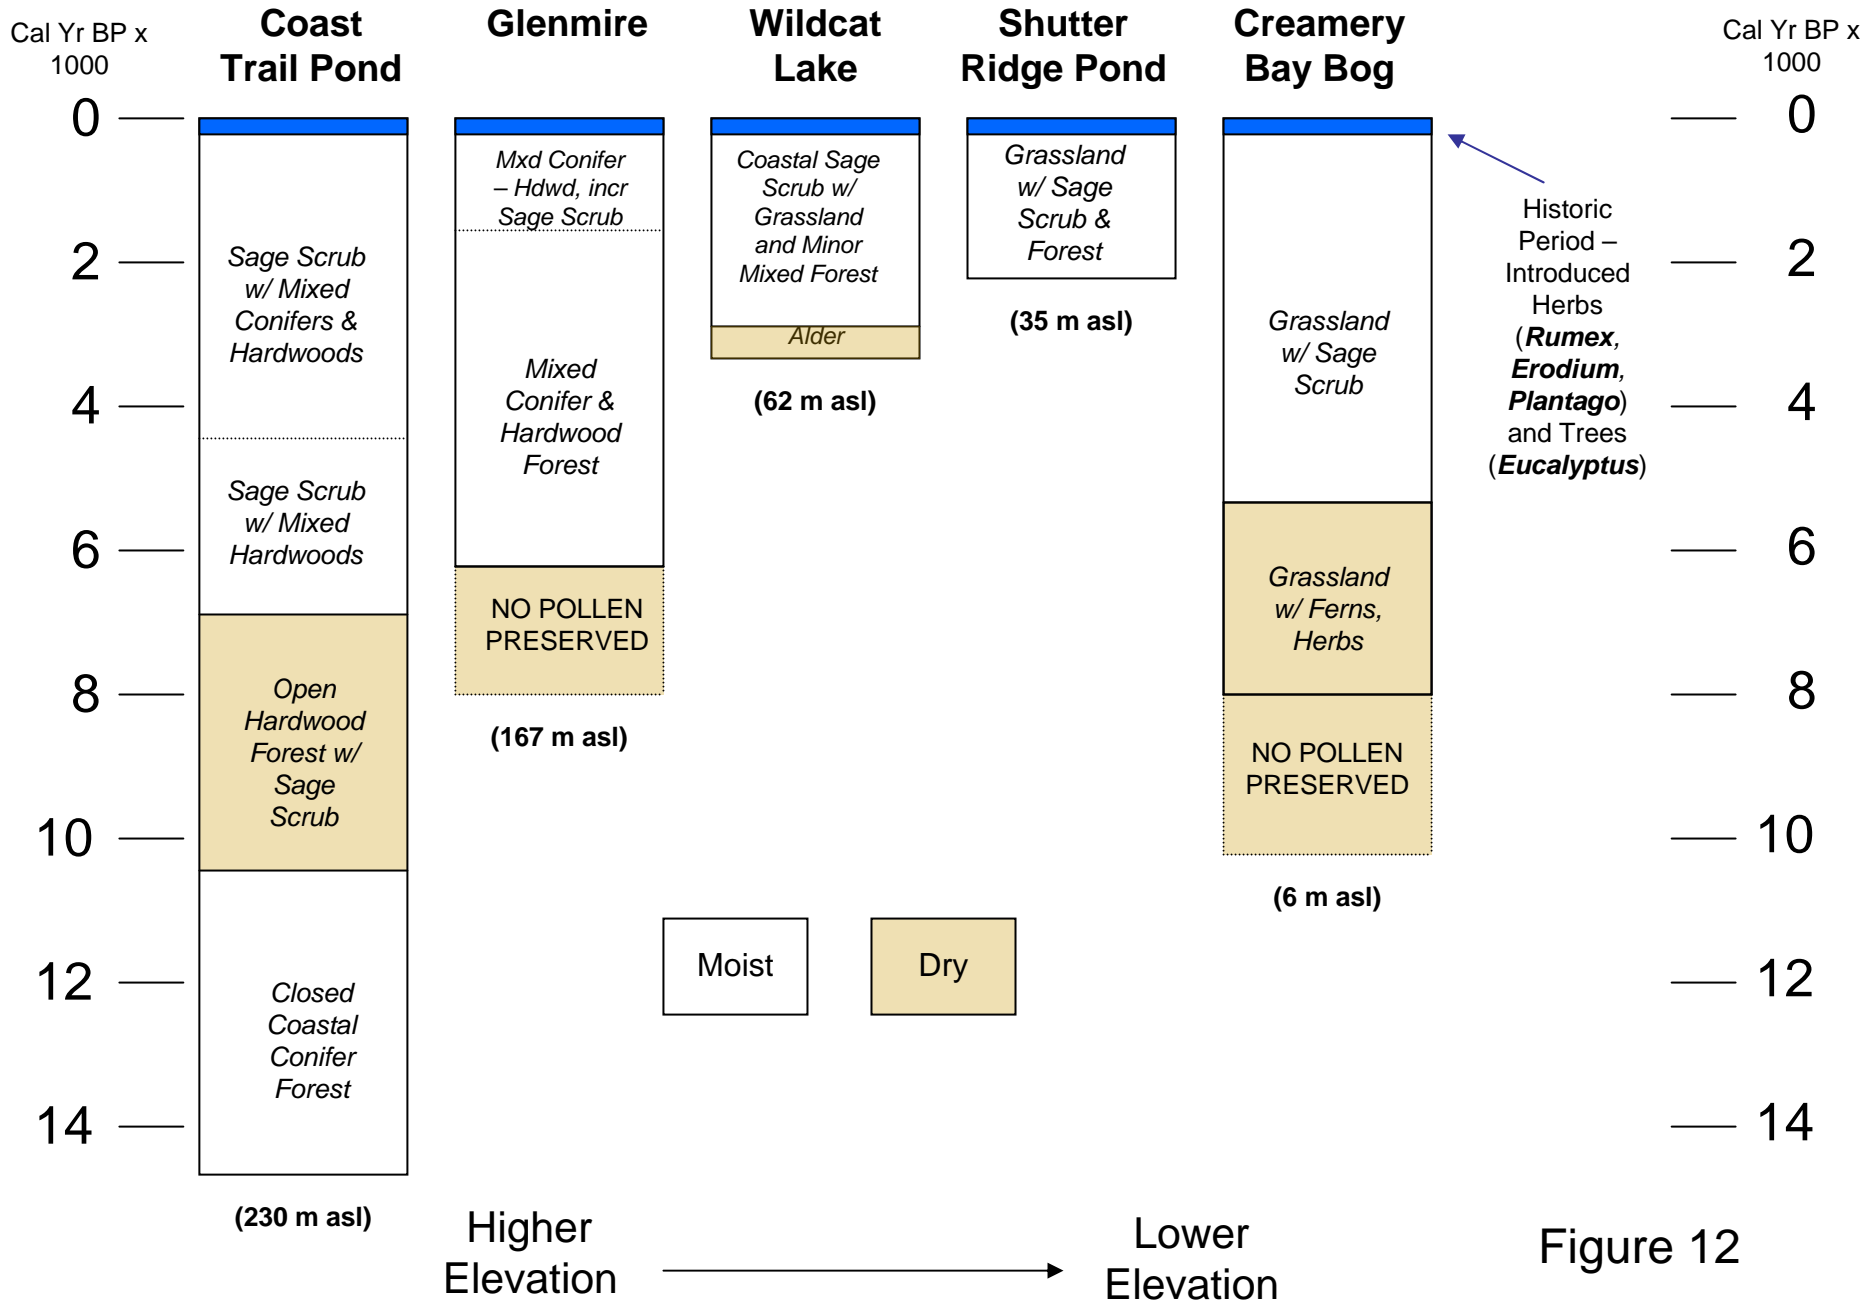 Cal Yr BP x
1000
Coast
Trail Pond
Glenmire
Wildcat
Lake
Shutter
Ridge Pond
Creamery
Bay Bog
Cal Yr BP x
1000
0
2
4
6
8
10
12
14
Sage Scrub
w/ Mixed
Conifers &
Hardwoods
Sage Scrub
w/ Mixed
Hardwoods
Open
Hardwood
Forest w/
Sage
Scrub
Closed
Coastal
Conifer
Forest
(230 m asl)
Mxd Conifer
– Hdwd, incr
Sage Scrub
Mixed
Conifer &
Hardwood
Forest
NO POLLEN
PRESERVED
(167 m asl)
Coastal Sage
Scrub w/
Grassland
and Minor
Mixed Forest
Alder
(62 m asl)
Grassland
w/ Sage
Scrub &
Forest
(35 m asl)
Grassland
w/ Sage
Scrub
Grassland
w/ Ferns,
Herbs
NO POLLEN
PRESERVED
(6 m asl)
Historic
Period –
Introduced
Herbs
(Rumex,
Erodium,
Plantago)
and Trees
(Eucalyptus)
0
2
4
6
8
10
12
14
Moist
Dry
Higher
Elevation
Lower
Elevation
Figure 12